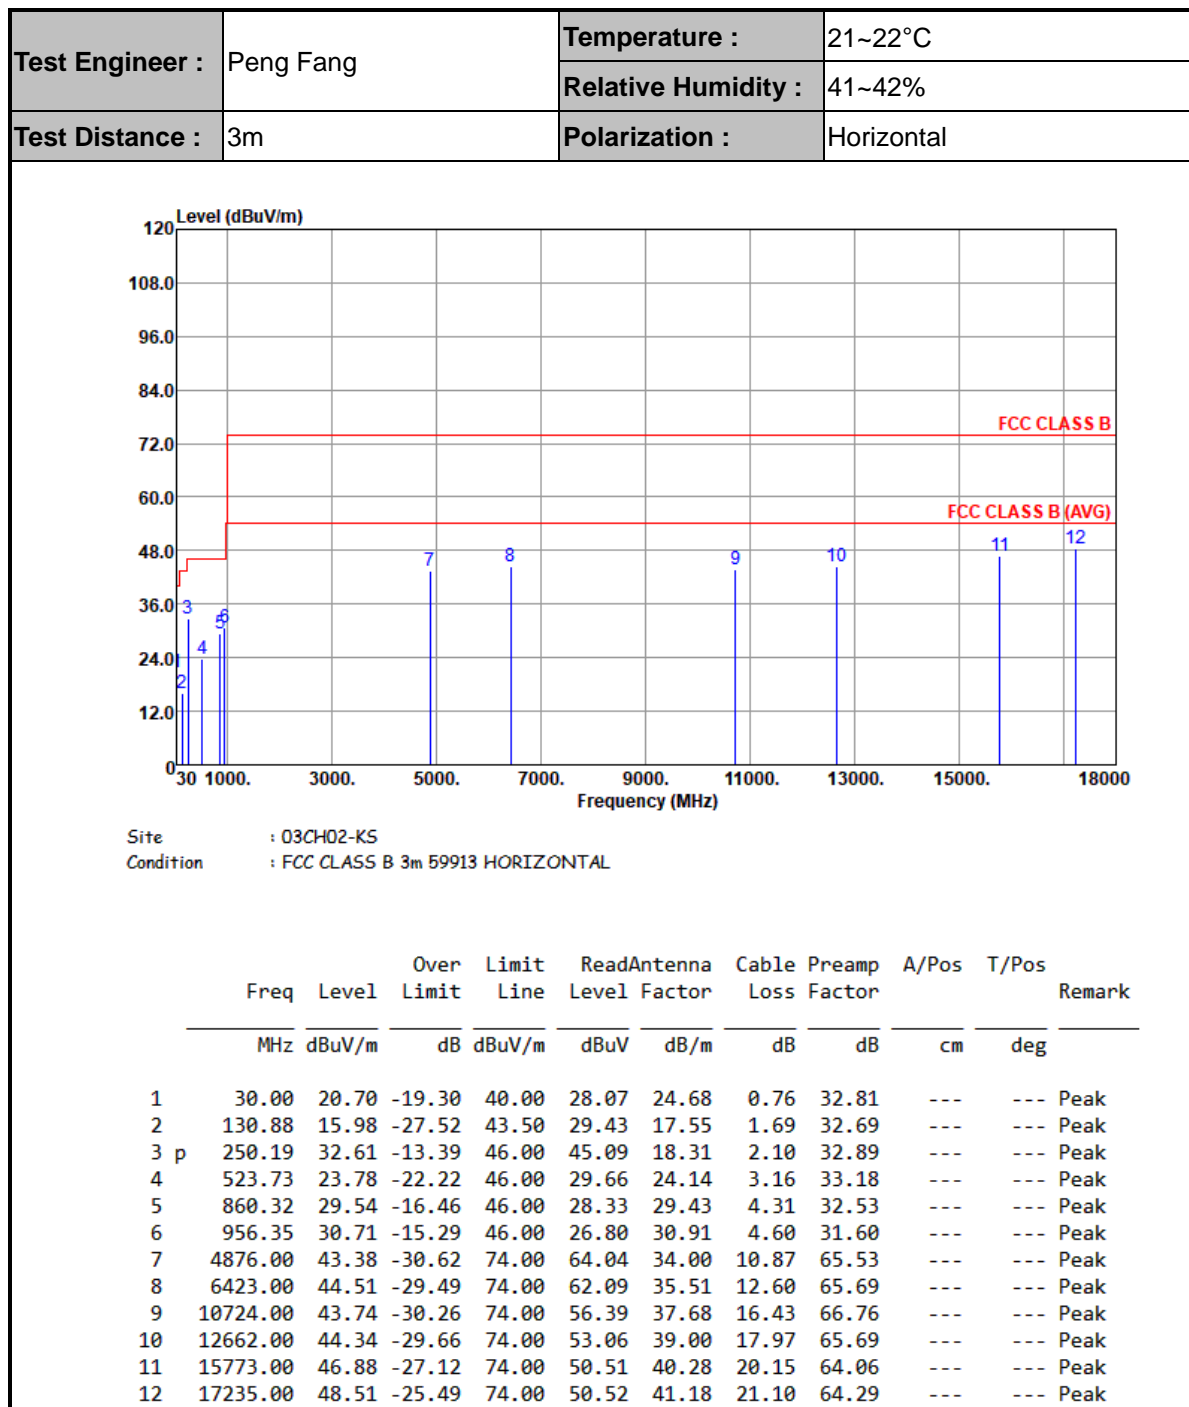 Test Engineer : Peng Fang Temperature : 21~22°C
Relative Humidity : 41~42%
Test Distance : 3m Polarization : Horizontal
Level (dBuV/m)
120
108.0
96.0
84.0
72.0
60.0
48.0
36.0
24.0
12.0
0
FCC CLASS B
FCC CLASS B (AVG)
1 2 3 4 5 6 7 8 9 10 11 12
30 1000. 3000. 5000. 7000. 9000. 11000. 13000. 15000. 18000
Frequency (MHz)
Site : 03CH02-KS
Condition : FCC CLASS B 3m 59913 HORIZONTAL
Over Limit ReadAntenna Cable Preamp A/Pos T/Pos
Freq Level Limit Line Level Factor Loss Factor Remark
MHz dBuV/m dB dBuV/m dBuV dB/m dB dB cm deg
1 30.00 20.70 -19.30 40.00 28.07 24.68 0.76 32.81 --- --- Peak
2 130.88 15.98 -27.52 43.50 29.43 17.55 1.69 32.69 --- --- Peak
3 p 250.19 32.61 -13.39 46.00 45.09 18.31 2.10 32.89 --- --- Peak
4 523.73 23.78 -22.22 46.00 29.66 24.14 3.16 33.18 --- --- Peak
5 860.32 29.54 -16.46 46.00 28.33 29.43 4.31 32.53 --- --- Peak
6 956.35 30.71 -15.29 46.00 26.80 30.91 4.60 31.60 --- --- Peak
7 4876.00 43.38 -30.62 74.00 64.04 34.00 10.87 65.53 --- --- Peak
8 6423.00 44.51 -29.49 74.00 62.09 35.51 12.60 65.69 --- --- Peak
9 10724.00 43.74 -30.26 74.00 56.39 37.68 16.43 66.76 --- --- Peak
10 12662.00 44.34 -29.66 74.00 53.06 39.00 17.97 65.69 --- --- Peak
11 15773.00 46.88 -27.12 74.00 50.51 40.28 20.15 64.06 --- --- Peak
12 17235.00 48.51 -25.49 74.00 50.52 41.18 21.10 64.29 --- --- Peak